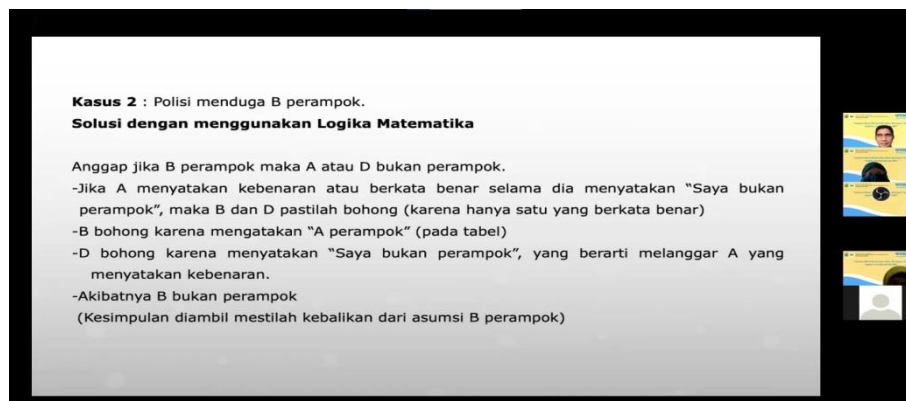 Kasus 2 : Polisi menduga B perampok.
Solusi dengan menggunakan Logika Matematika
Anggap jika B perampok maka A atau D bukan perampok.
-Jika A menyatakan kebenaran atau berkata benar selama dia menyatakan “Saya bukan
perampok”, maka B dan D pastilah bohong (karena hanya satu yang berkata benar)
-B bohong karena mengatakan “A perampok” (pada tabel)
-D bohong karena menyatakan “Saya bukan perampok”, yang berarti melanggar A yang
menyatakan kebenaran.
-Akibatnya B bukan perampok
(Kesimpulan diambil mestilah kebalikan dari asumsi B perampok)